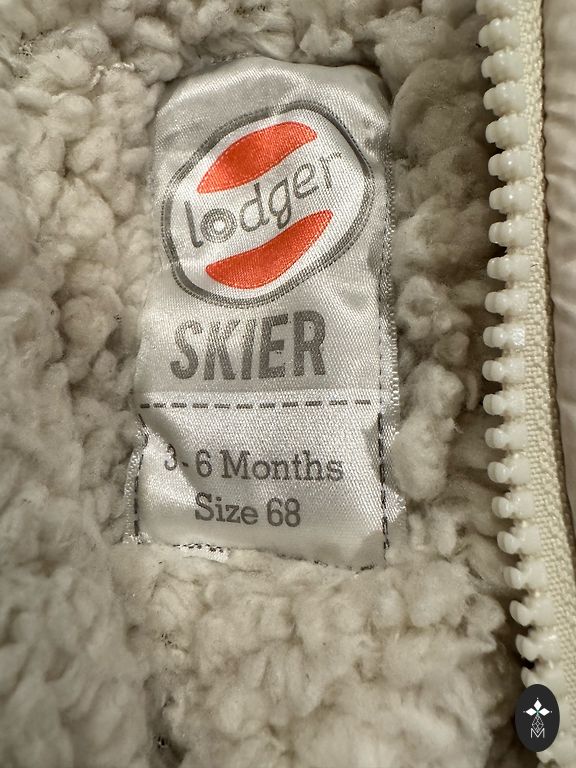 lodger
SKIER
3-6 Months
Size 68
M